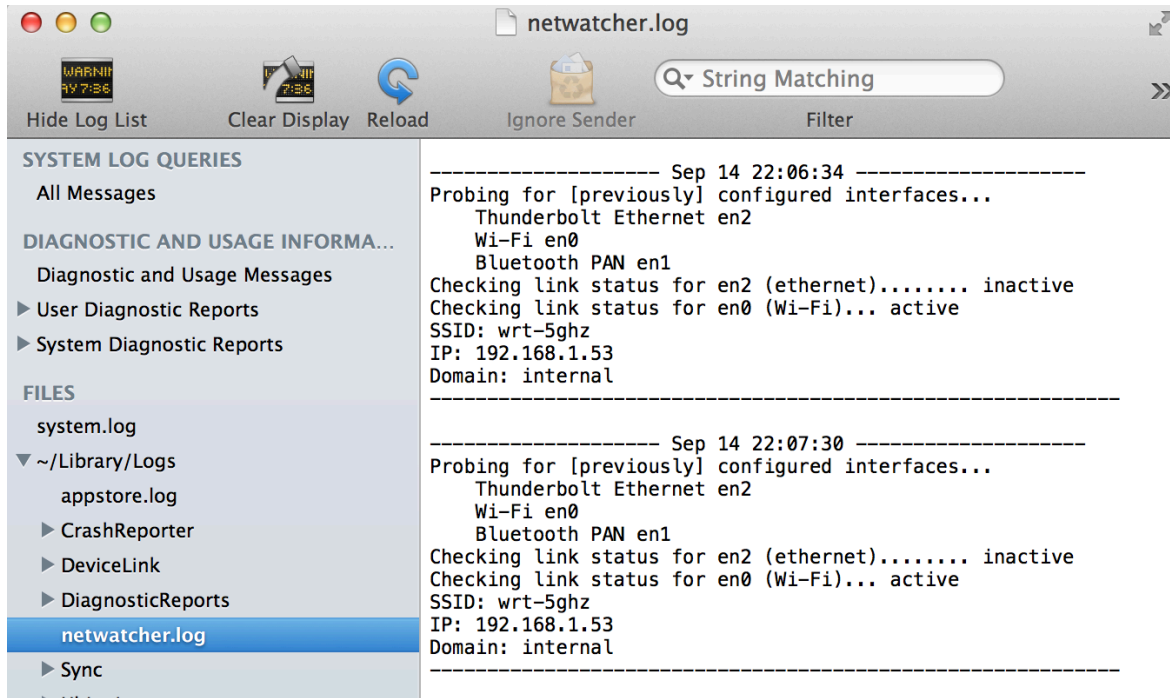 netwatcher.log
WARNIN
AY 7:36
7:36
String Matching
Hide Log List
Clear Display
Reload
Ignore Sender
Filter
SYSTEM LOG QUERIES
All Messages
DIAGNOSTIC AND USAGE INFORMA...
Diagnostic and Usage Messages
User Diagnostic Reports
System Diagnostic Reports
FILES
system.log
~/Library/Logs
appstore.log
CrashReporter
DeviceLink
DiagnosticReports
netwatcher.log
Sync
-------------------- Sep 14 22:06:34 --------------------
Probing for [previously] configured interfaces...
    Thunderbolt Ethernet en2
    Wi-Fi en0
    Bluetooth PAN en1
Checking link status for en2 (ethernet)........ inactive
Checking link status for en0 (Wi-Fi)... active
SSID: wrt-5ghz
IP: 192.168.1.53
Domain: internal
------------------------------------------------------------
-------------------- Sep 14 22:07:30 --------------------
Probing for [previously] configured interfaces...
    Thunderbolt Ethernet en2
    Wi-Fi en0
    Bluetooth PAN en1
Checking link status for en2 (ethernet)........ inactive
Checking link status for en0 (Wi-Fi)... active
SSID: wrt-5ghz
IP: 192.168.1.53
Domain: internal
------------------------------------------------------------